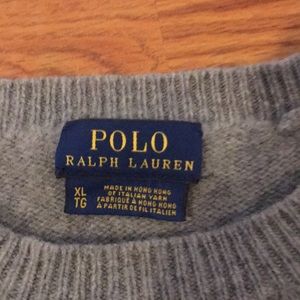 POLO
RALPH LAUREN
XL
TG
MADE IN HONG KONG
OF ITALIAN YARN
FABRIQUÉ À HONG KONG
À PARTIR DE FIL ITALIEN